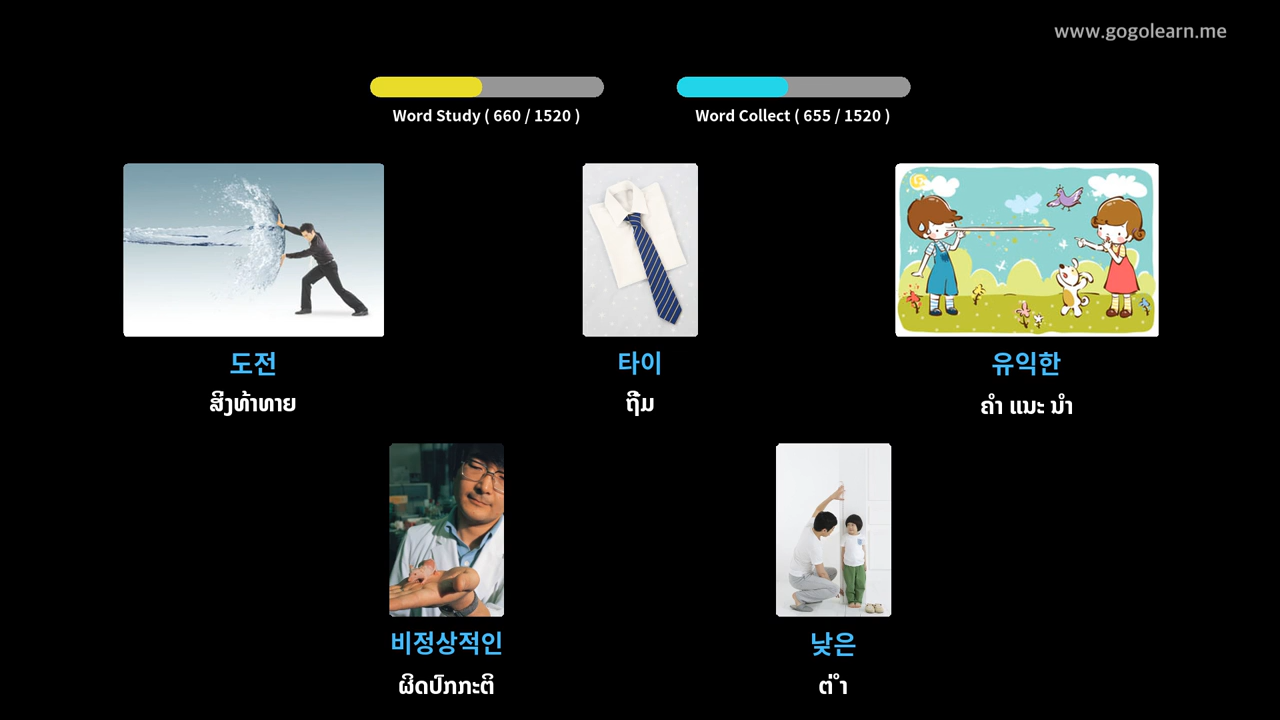 www.gogolearn.me
Word Study ( 660 / 1520 )
Word Collect ( 655 / 1520 )
도전
타이
유익한
ສິ່ງທ້າທາຍ
ຖີ້ມ
ຄຳ ແນະ ນຳ
비정상적인
낮은
ຜິດປົກກະຕິ
ຕ່ ຳ